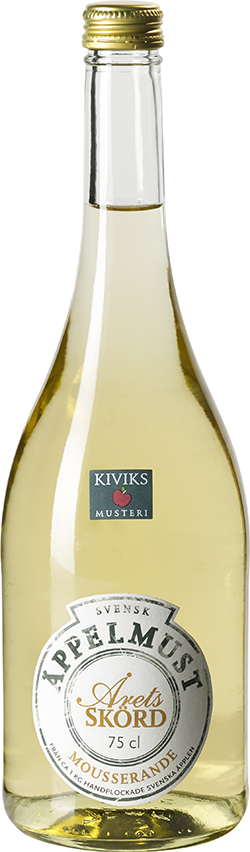 KIVIKS
MUSTERI
SVENSK
ÄPPELMUST
Årets
SKÖRD
75 cl
MOUSSERANDE
FRÅN CA 1 KG HANDPLOCKADE SVENSKA ÄPPLEN